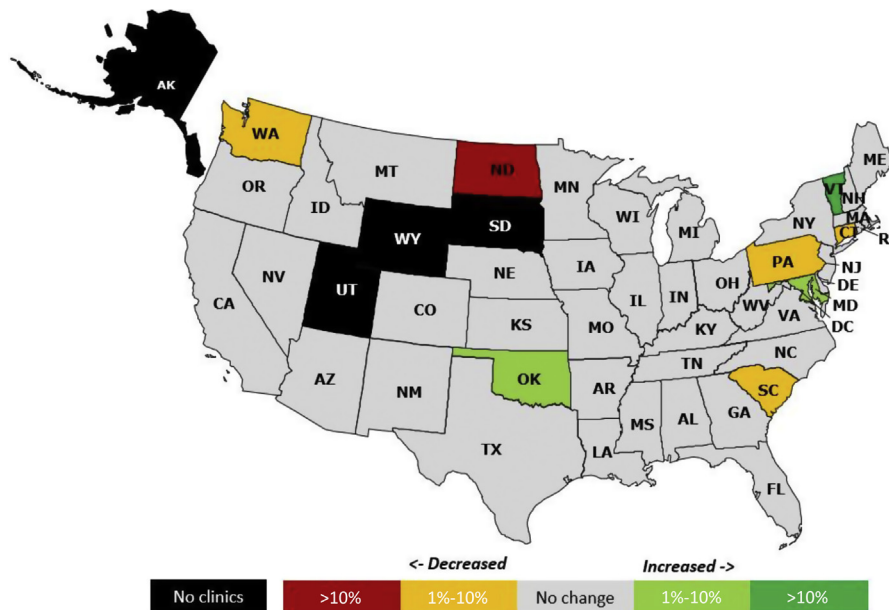 AK
WA
ME
MT
ND
VT
MN
NH
OR
ID
SD
WI
NY
MA
MI
CT
R
WY
PA
NJ
IA
NE
NV
OH
DE
UT
IL
IN
MD
CA
CO
WV
VA
DC
KS
MO
KY
NC
TN
OK
AZ
NM
AR
SC
MS
AL
GA
TX
LA
FL
<- Decreased Increased ->
No clinics >10% 1%-10% No change 1%-10% >10%